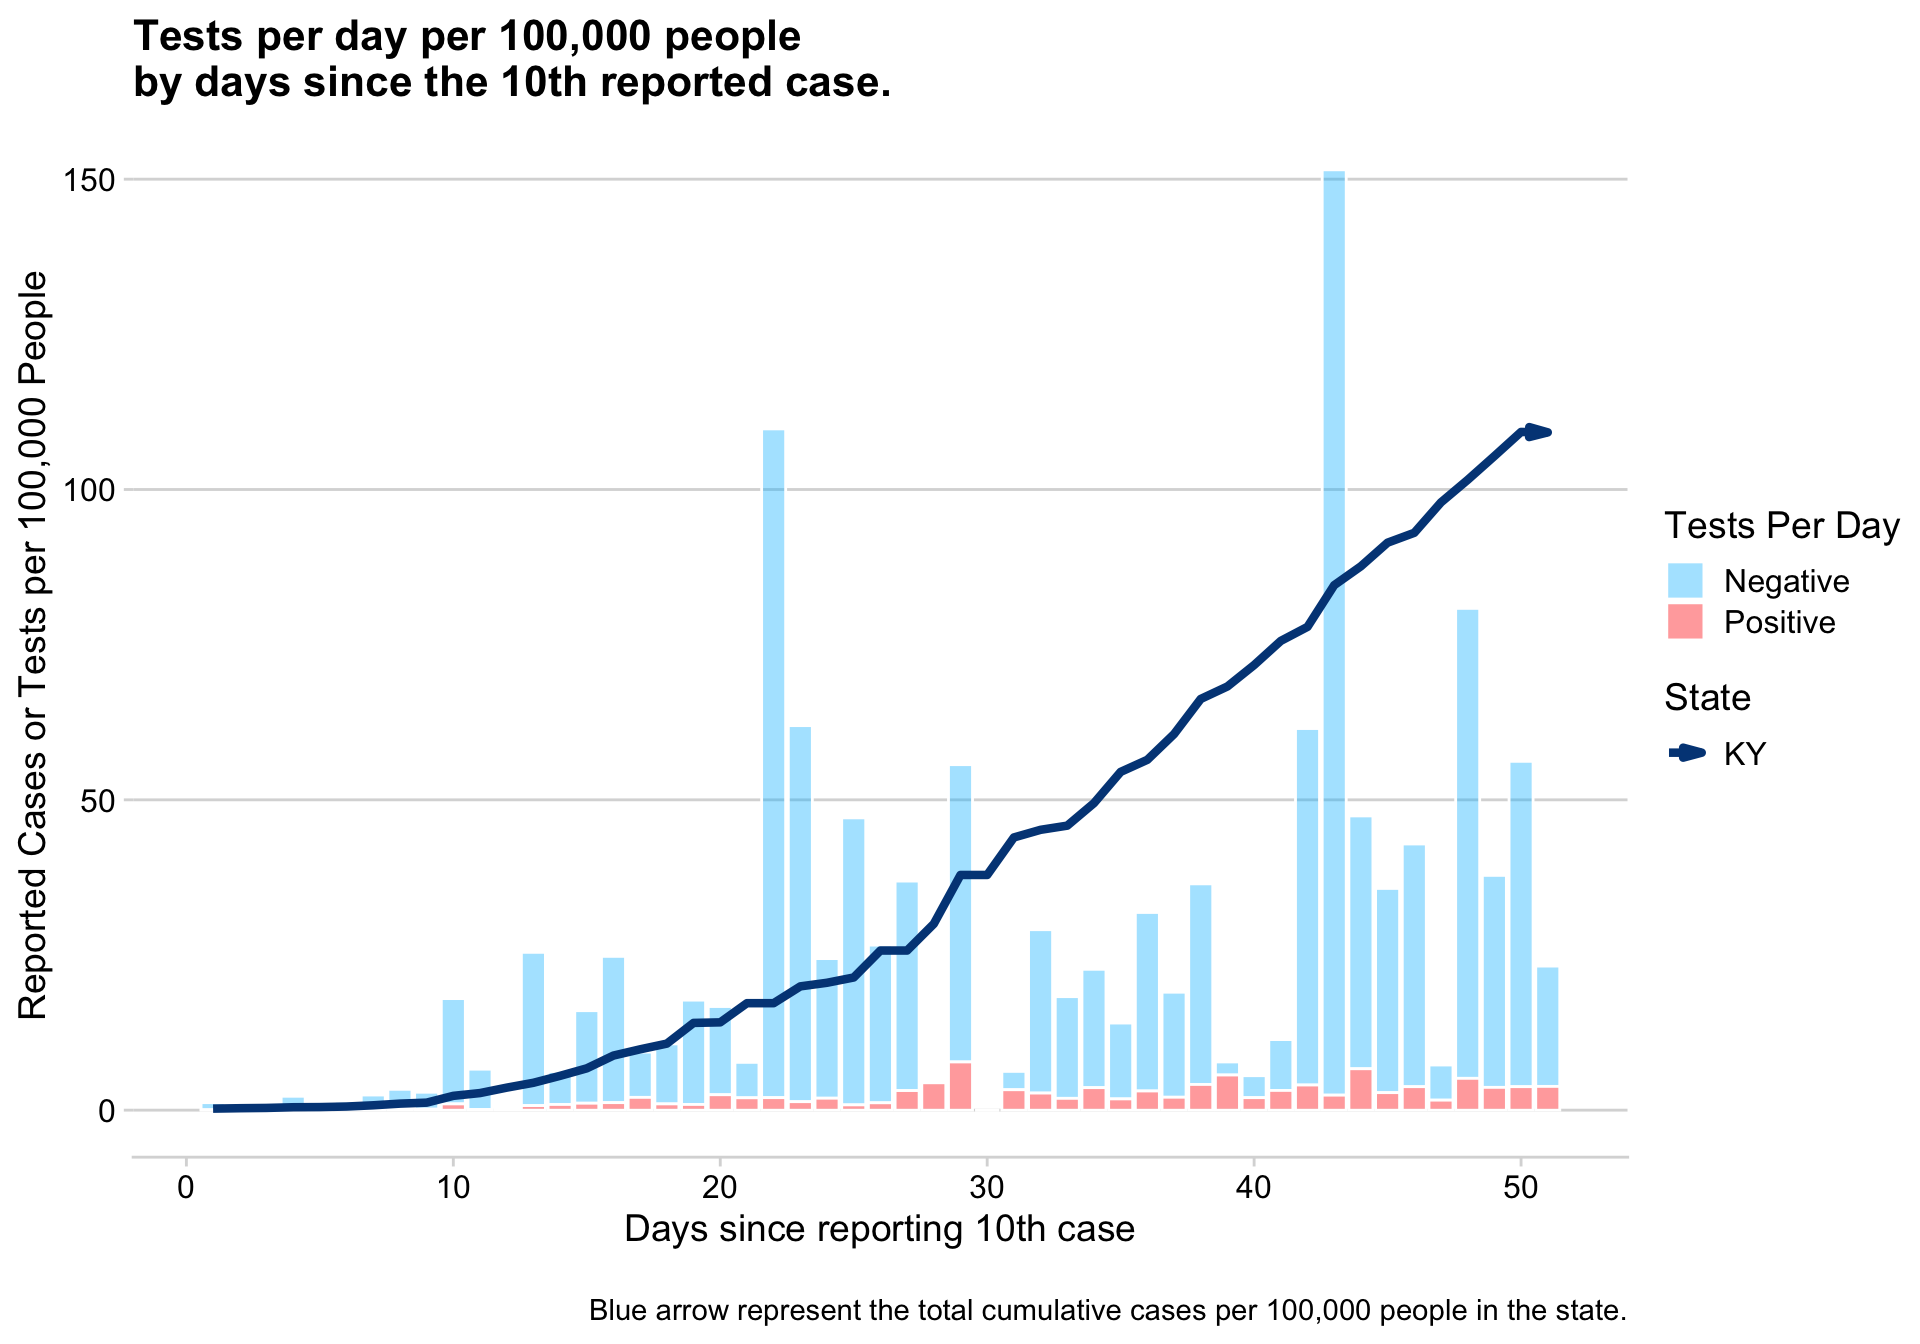 Tests per day per 100,000 people
by days since the 10th reported case.
Reported Cases or Tests per 100,000 People
150
100
50
0
0 10 20 30 40 50
Days since reporting 10th case
Tests Per Day
Negative
Positive
State
KY
Blue arrow represent the total cumulative cases per 100,000 people in the state.